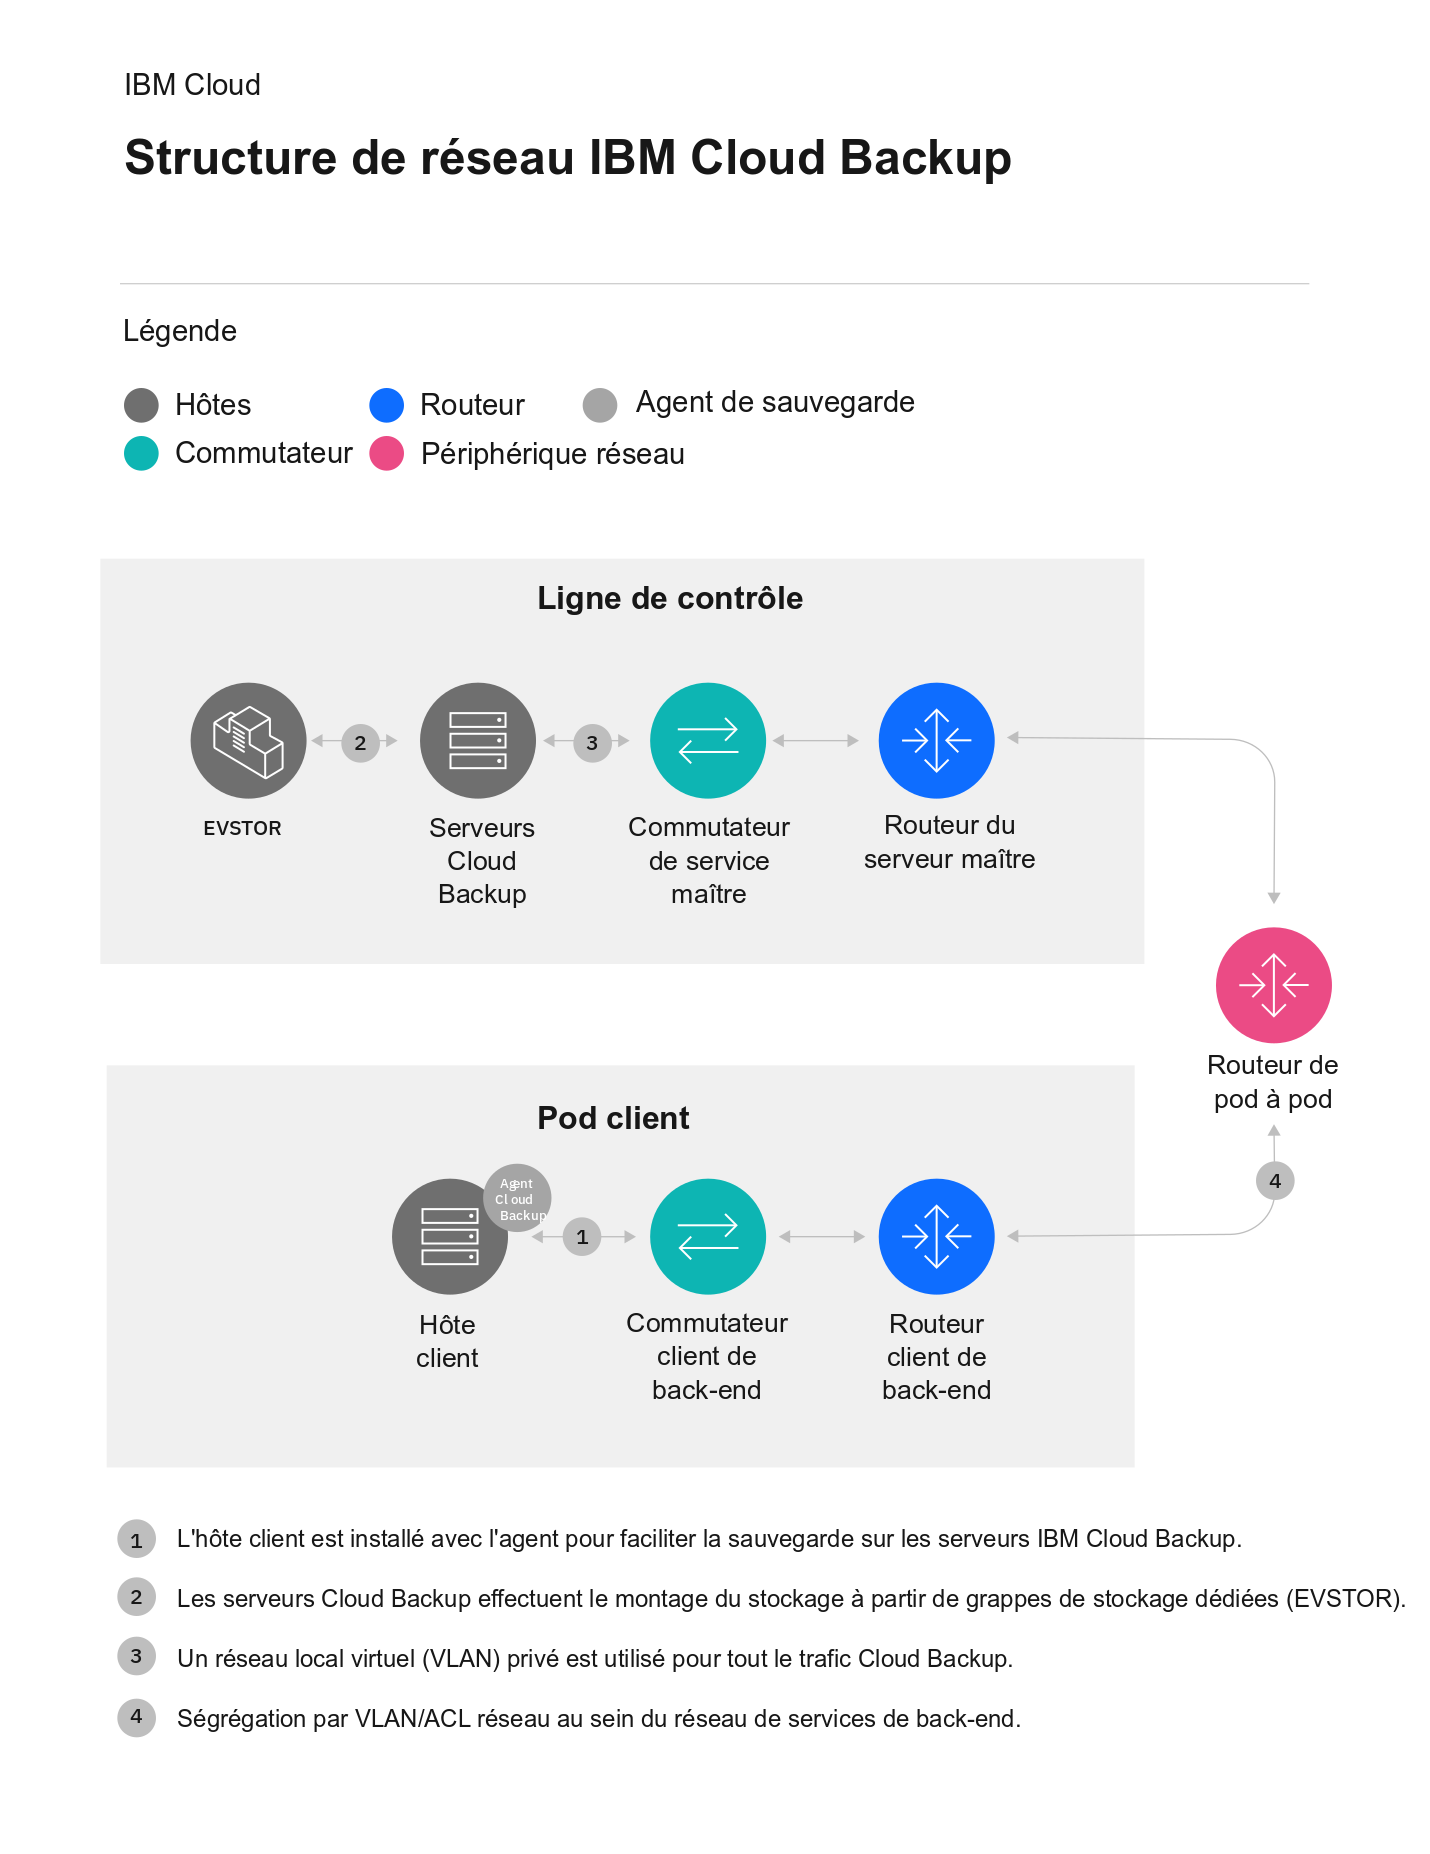 IBM Cloud
Structure de réseau IBM Cloud Backup
Légende
Hôtes
Routeur
Agent de sauvegarde
Commutateur
Périphérique réseau
Ligne de contrôle
2
3
EVSTOR
Serveurs
Cloud
Backup
Commutateur
de service
maître
Routeur du
serveur maître
Routeur de
pod à pod
4
Pod client
Agent
Cloud
Backup
1
Hôte
client
Commutateur
client de
back-end
Routeur
client de
back-end
1 L'hôte client est installé avec l'agent pour faciliter la sauvegarde sur les serveurs IBM Cloud Backup.
2 Les serveurs Cloud Backup effectuent le montage du stockage à partir de grappes de stockage dédiées (EVSTOR).
3 Un réseau local virtuel (VLAN) privé est utilisé pour tout le trafic Cloud Backup.
4 Ségrégation par VLAN/ACL réseau au sein du réseau de services de back-end.